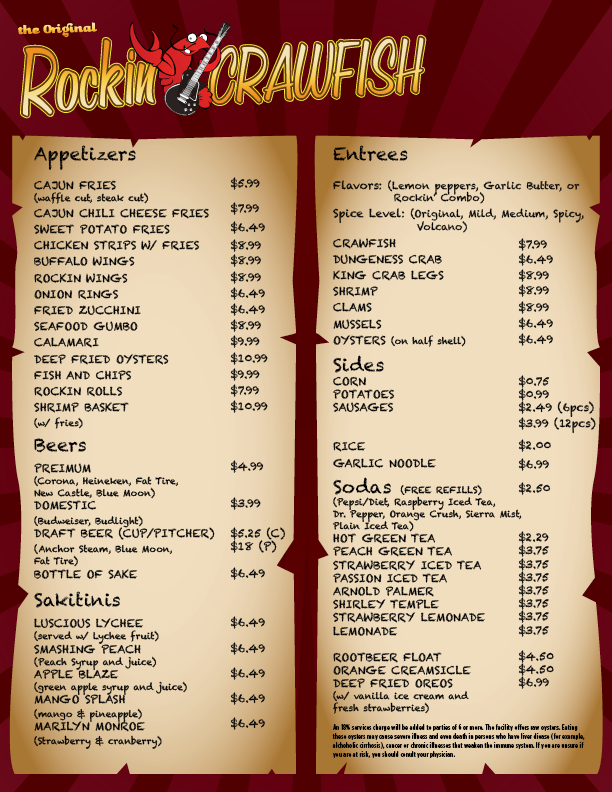 the Original
Rockin CRAWFISH
Appetizers
CAJUN FRIES $5.99
(waffle cut, steak cut)
CAJUN CHILI CHEESE FRIES $7.99
SWEET POTATO FRIES $6.49
CHICKEN STRIPS W/ FRIES $8.99
BUFFALO WINGS $8.99
ROCKIN WINGS $8.99
ONION RINGS $6.49
FRIED ZUCCHINI $6.49
SEAFOOD GUMBO $8.99
CALAMARI $9.99
DEEP FRIED OYSTERS $10.99
FISH AND CHIPS $9.99
ROCKIN ROLLS $7.99
SHRIMP BASKET $10.99
(w/ fries)
Beers
PREIMUM $4.99
(Corona, Heineken, Fat Tire,
New Castle, Blue Moon)
DOMESTIC $3.99
(Budweiser, Budlight)
DRAFT BEER (CUP/PITCHER) $5.25 (C)
(Anchor Steam, Blue Moon, $18 (P)
Fat Tire)
BOTTLE OF SAKE $6.49
Sakitinis
LUSCIOUS LYCHEE $6.49
(served w/ Lychee fruit)
SMASHING PEACH $6.49
(Peach Syrup and juice)
APPLE BLAZE $6.49
(green apple syrup and juice)
MANGO SPLASH $6.49
(mango & pineapple)
MARILYN MONROE $6.49
(Strawberry & cranberry)
Entrees
Flavors: (Lemon peppers, Garlic Butter, or
Rockin Combo)
Spice Level: (Original, Mild, Medium, Spicy,
Volcano)
CRAWFISH $7.99
DUNGENESS CRAB $6.49
KING CRAB LEGS $8.99
SHRIMP $8.99
CLAMS $8.99
MUSSELS $6.49
OYSTERS (on half shell) $6.49
Sides
CORN $0.75
POTATOES $0.99
SAUSAGES $2.49 (6pcs)
$3.99 (12pcs)
RICE $2.00
GARLIC NOODLE $6.99
Sodas (FREE REFILLS) $2.50
(Pepsi/Diet, Raspberry Iced Tea,
Dr. Pepper, Orange Crush, Sierra Mist,
Plain Iced Tea)
HOT GREEN TEA $2.29
PEACH GREEN TEA $3.75
STRAWBERRY ICED TEA $3.75
PASSION ICED TEA $3.75
ARNOLD PALMER $3.75
SHIRLEY TEMPLE $3.75
STRAWBERRY LEMONADE $3.75
LEMONADE $3.75
ROOTBEER FLOAT $4.50
ORANGE CREAMSICLE $4.50
DEEP FRIED OREOS $6.99
(w/ vanilla ice cream and
fresh strawberries)
An 18% services charge will be added to parties of 6 or more. The facility offers raw oysters. Eating
these oysters may cause severe illness and even death in persons who have liver disease (for example,
alchoholic cirrhosis), cancer or chronic illnesses that weaken the immune system. If you are unsure if
you are at risk, you should conult your physician.